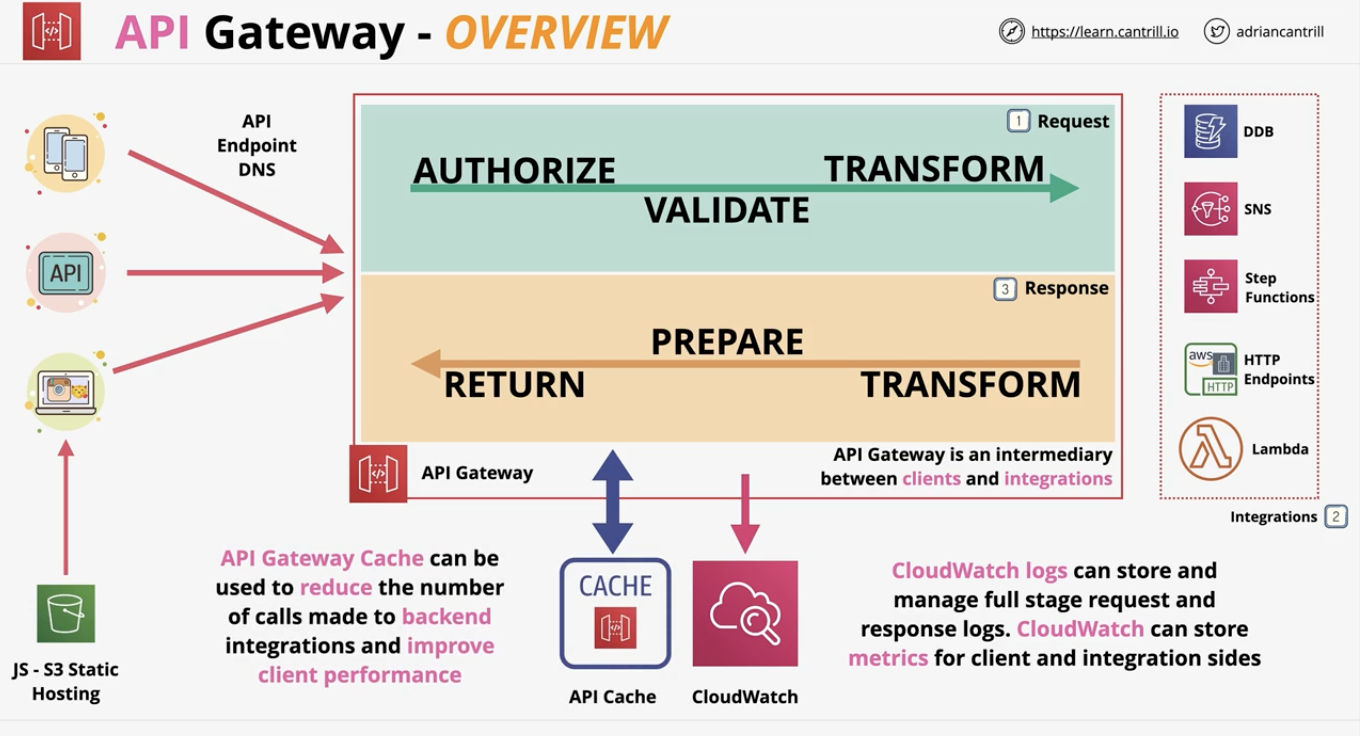 API Gateway - OVERVIEW
https://learn.cantrill.io
adriancantrill
API
Endpoint
DNS
1 Request
AUTHORIZE
TRANSFORM
VALIDATE
3 Response
PREPARE
RETURN
TRANSFORM
API Gateway
API Gateway is an intermediary
between clients and integrations
DDB
SNS
Step
Functions
aws
HTTP
HTTP
Endpoints
Lambda
Integrations 2
API
JS - S3 Static
Hosting
API Gateway Cache can be
used to reduce the number
of calls made to backend
integrations and improve
client performance
CACHE
API Cache
CloudWatch
CloudWatch logs can store and
manage full stage request and
response logs. CloudWatch can store
metrics for client and integration sides